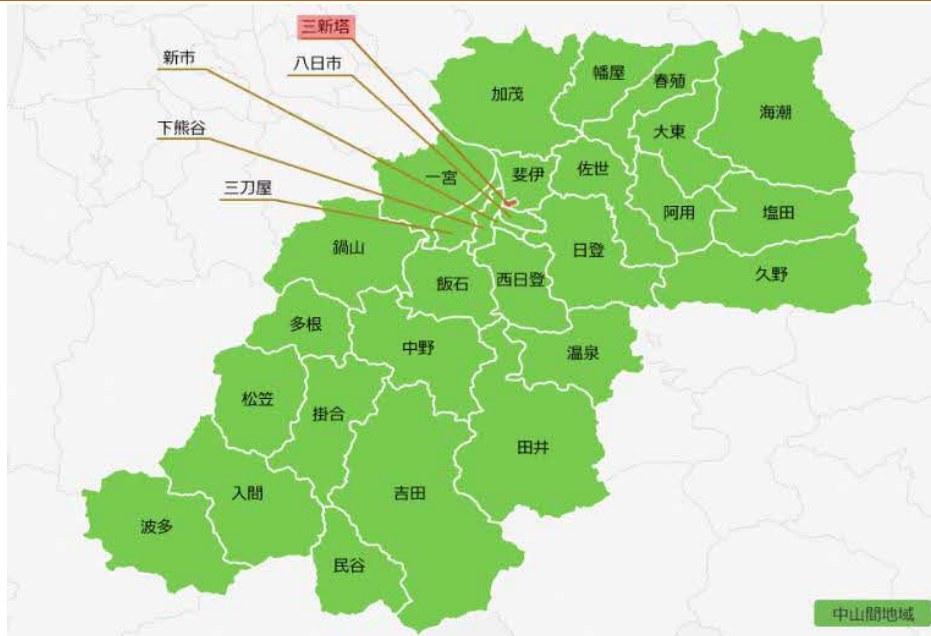 三新塔
新市
八日市
幡屋
春殖
加茂
海潮
大東
下熊谷
一宮
斐伊
佐世
三刀屋
阿用
塩田
鍋山
日登
久野
飯石
西日登
多根
中野
温泉
松笠
掛合
田井
入間
吉田
波多
民谷
中山間地域